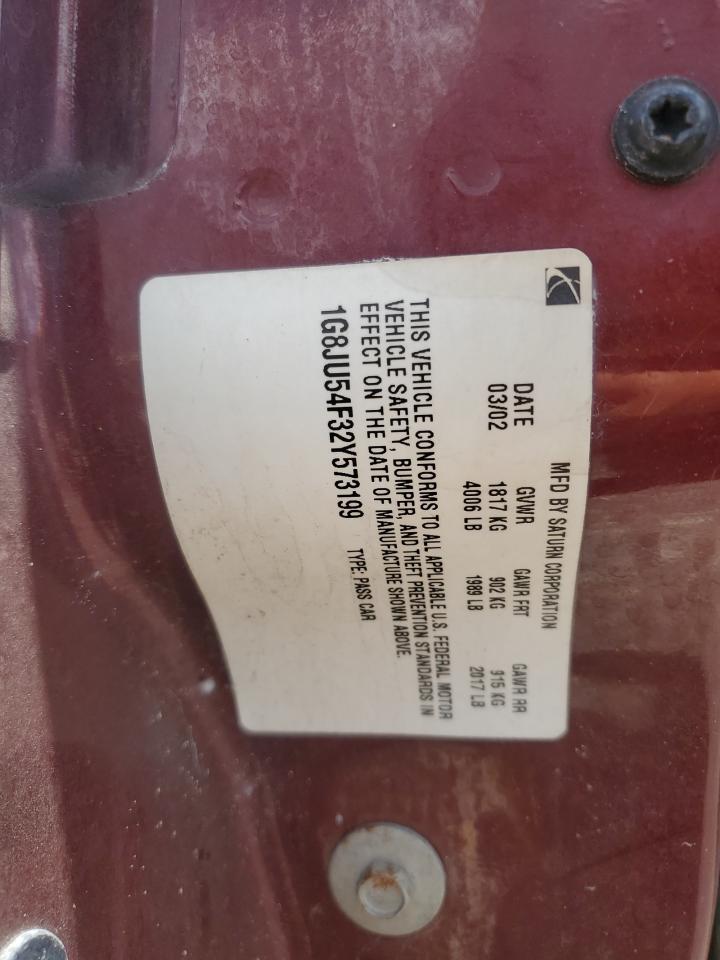 MFD BY SATURN CORPORATION
DATE GVWR GAWR FRT GAWR RR
03/02 1817 KG 902 KG 915 KG
4006 LB 1989 LB 2017 LB
THIS VEHICLE CONFORMS TO ALL APPLICABLE U.S. FEDERAL MOTOR
VEHICLE SAFETY, BUMPER, AND THEFT PREVENTION STANDARDS IN
EFFECT ON THE DATE OF MANUFACTURE SHOWN ABOVE.
1G8JU54F32Y573199 TYPE: PASS CAR